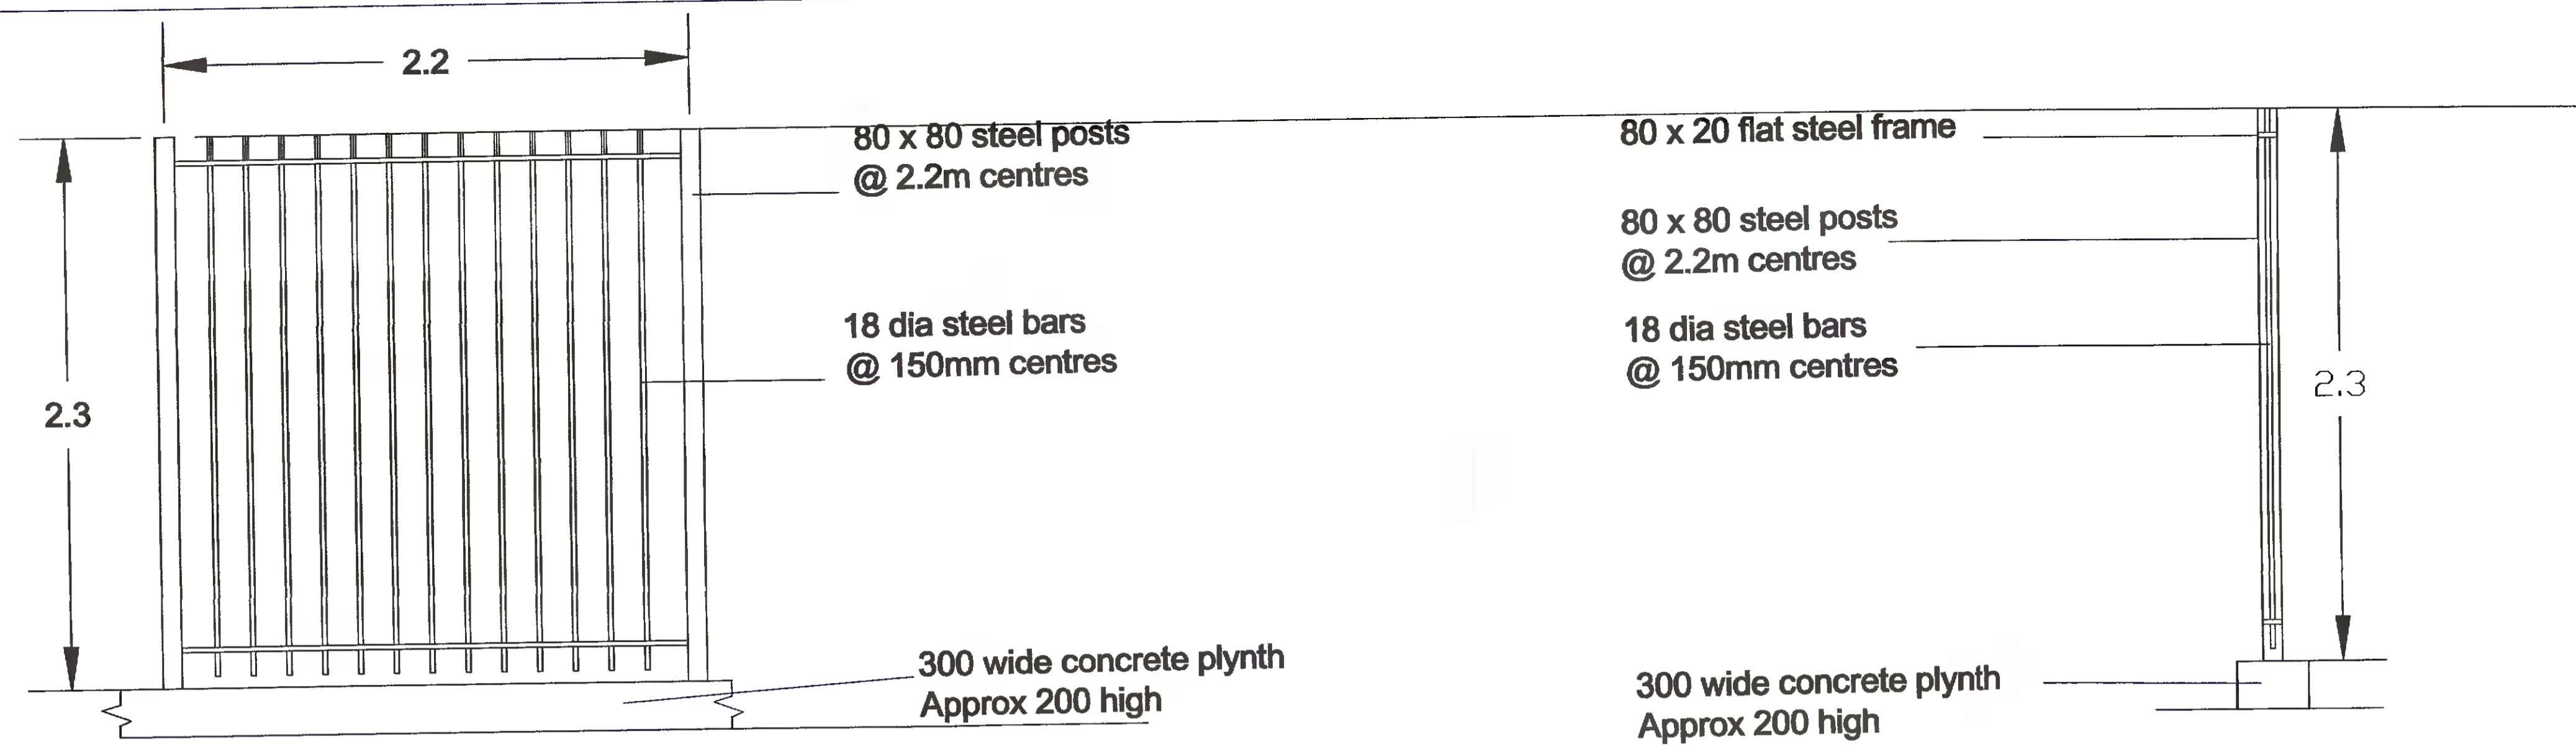 2.2
80 x 80 steel posts
@ 2.2m centres
18 dia steel bars
@ 150mm centres
2.3
300 wide concrete plynth
Approx 200 high
80 x 20 flat steel frame
80 x 80 steel posts
@ 2.2m centres
18 dia steel bars
@ 150mm centres
2.3
300 wide concrete plynth
Approx 200 high